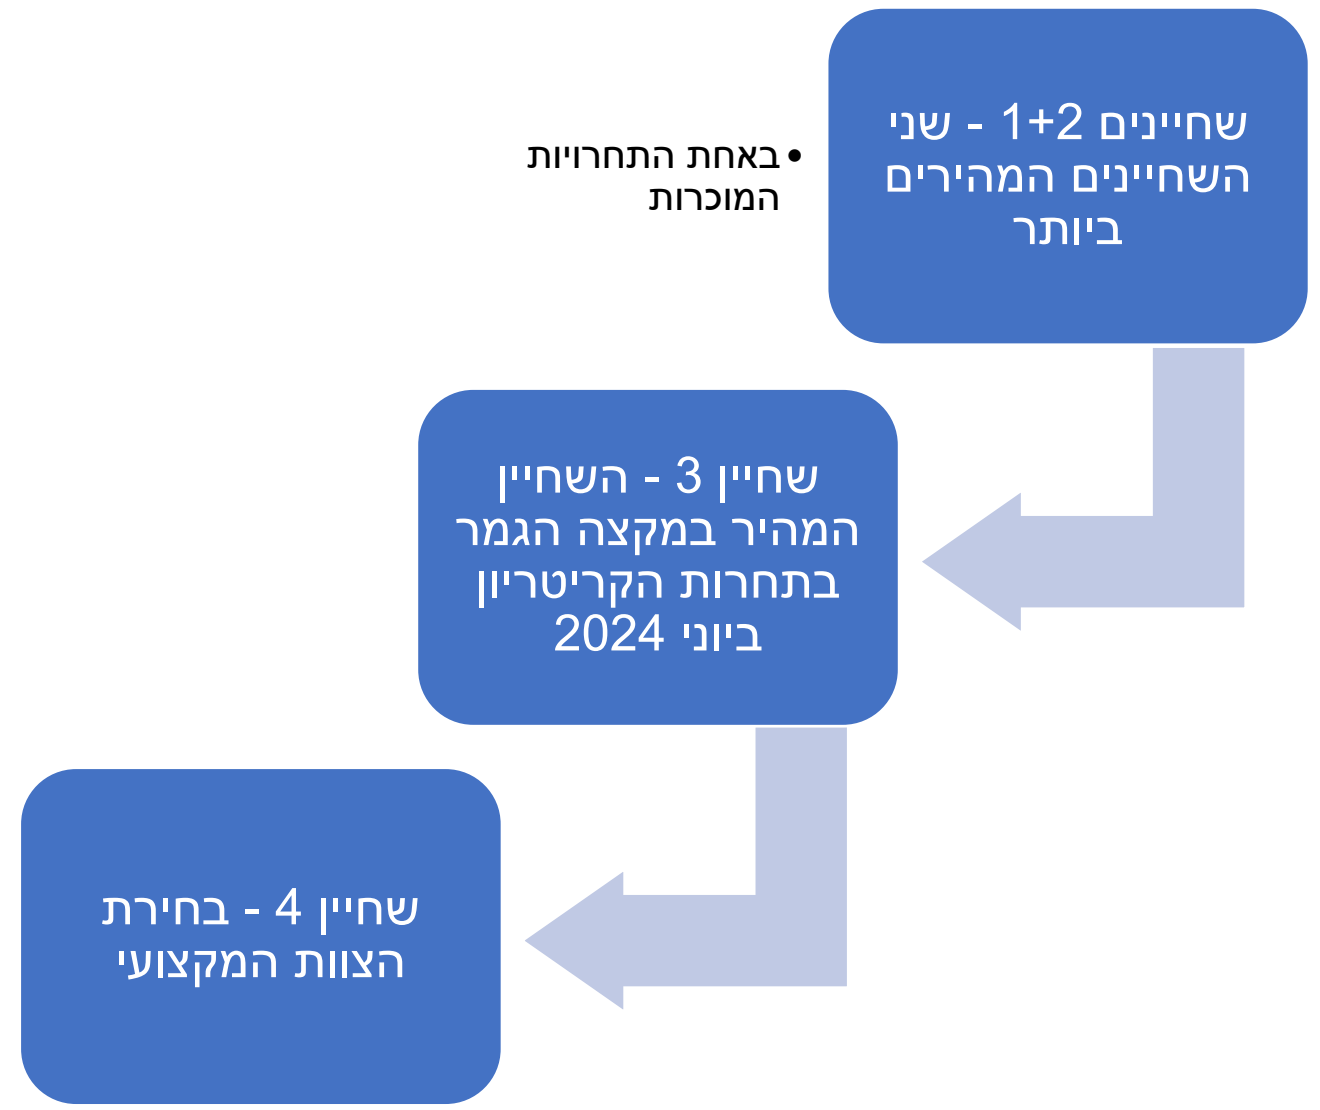 שחיינים 1+2 - שני
השחיינים המהירים
ביותר
•באחת התחרויות
המוכרות
שחיין 3 - השחיין
המהיר במקצה הגמר
בתחרות הקריטריון
ביוני 2024
שחיין 4 - בחירת
הצוות המקצועי